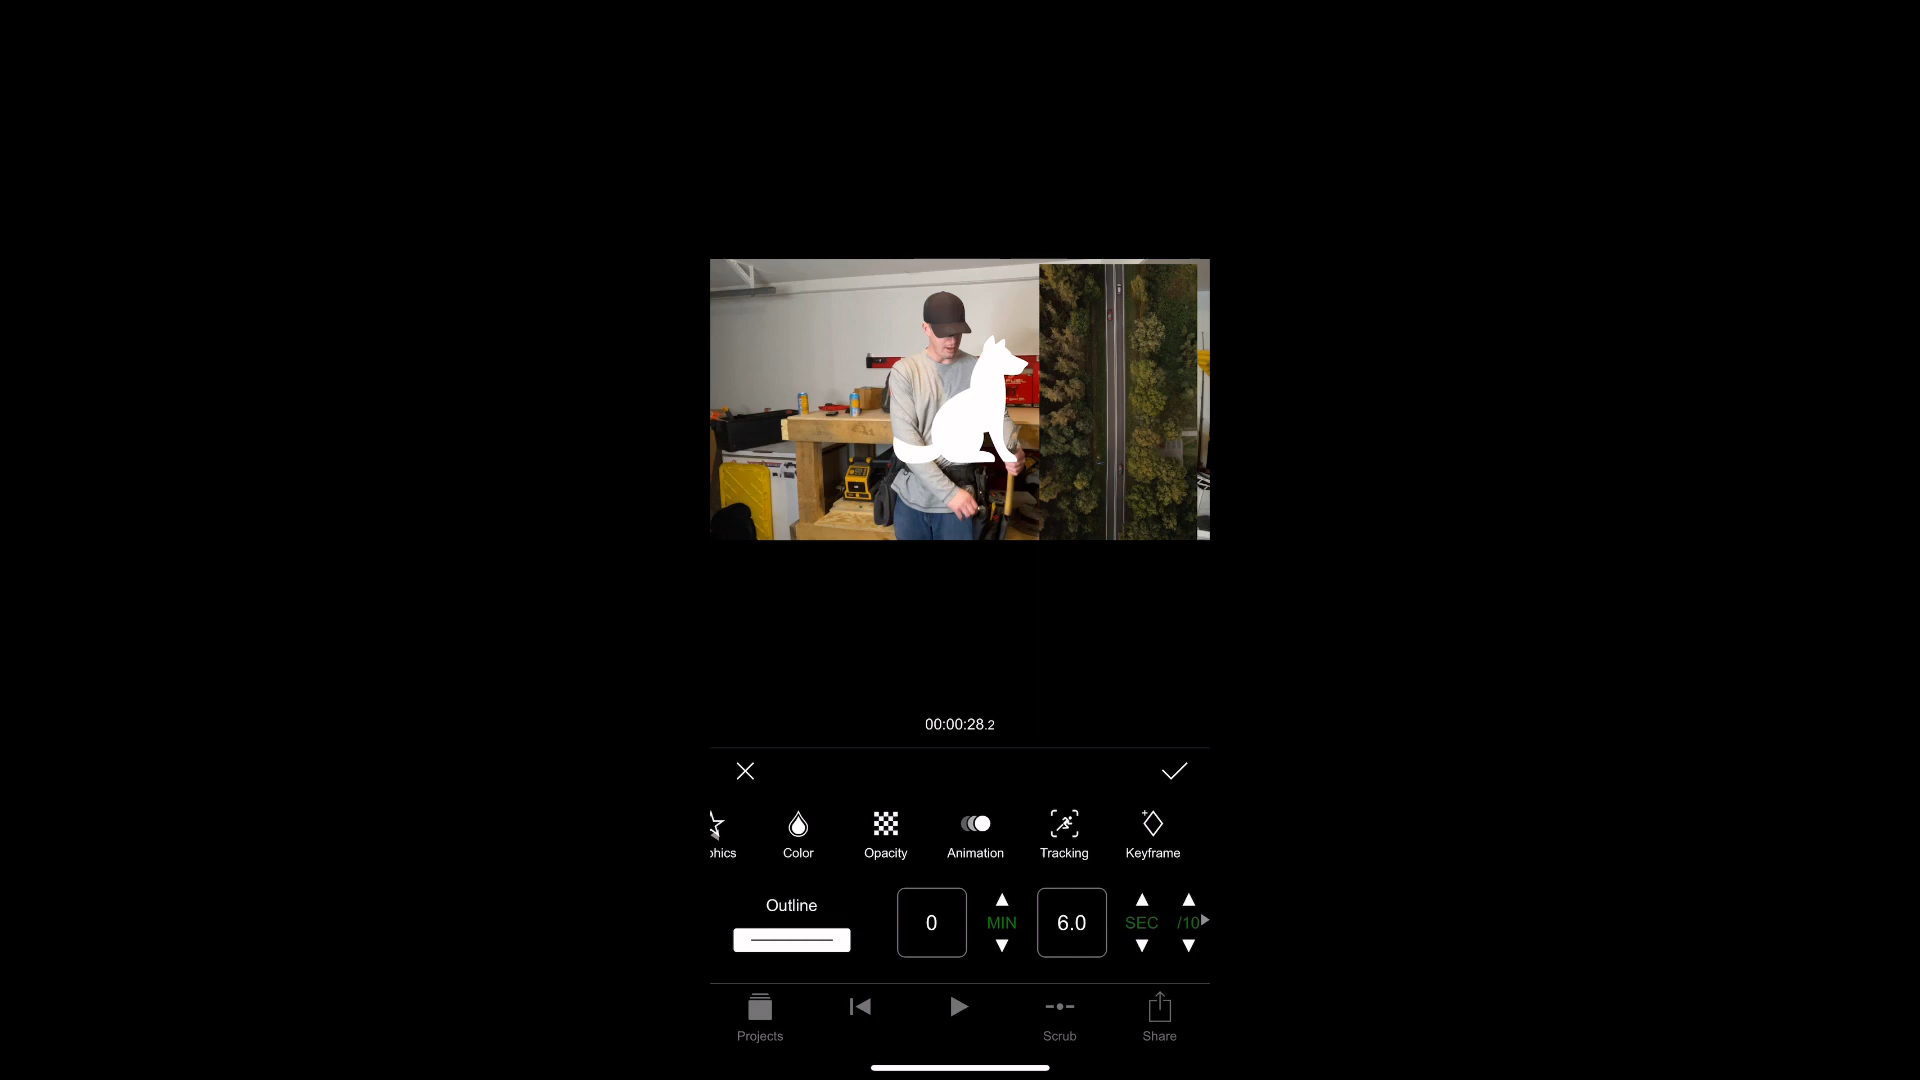 00:00:28.2
phics
Color
Opacity
Animation
Tracking
Keyframe
Outline
0
MIN
6.0
SEC
/10
Projects
Scrub
Share